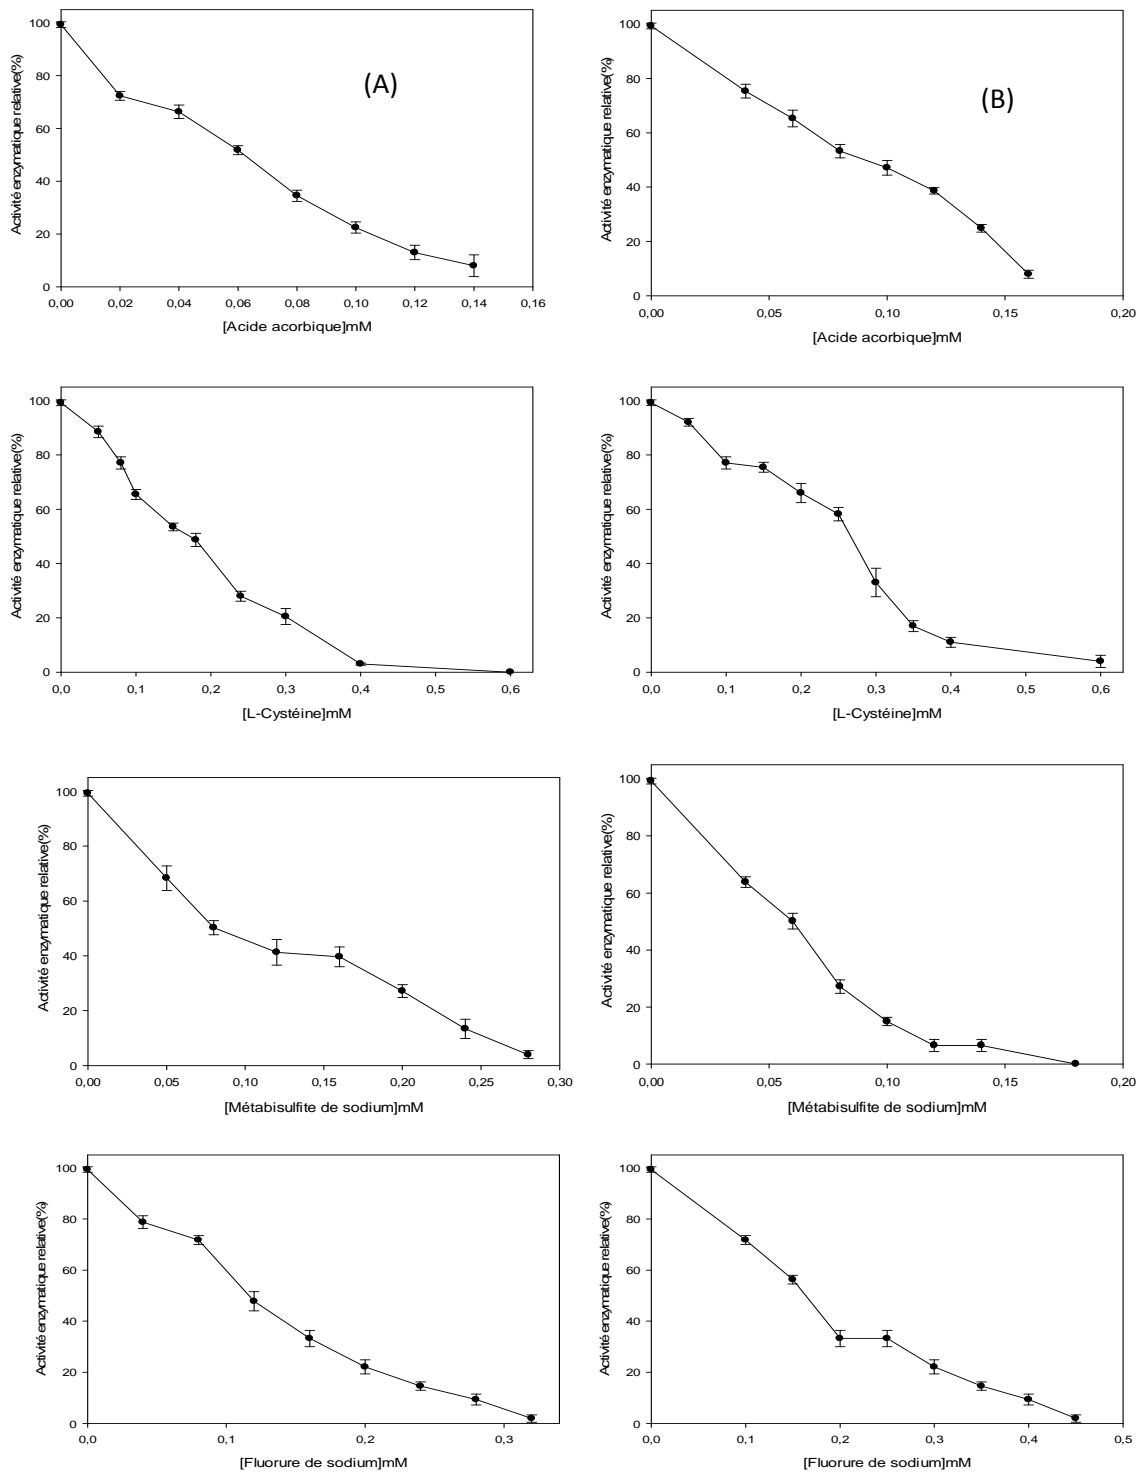 Activité enzymatique relative(%)
100
80
60
40
20
0
(A)
0,00 0,02 0,04 0,06 0,08 0,10 0,12 0,14 0,16
[Acide acorbique]mM
Activité enzymatique relative(%)
100
80
60
40
20
0
(B)
0,00 0,05 0,10 0,15 0,20
[Acide acorbique]mM
Activité enzymatique relative(%)
100
80
60
40
20
0
0,0 0,1 0,2 0,3 0,4 0,5 0,6
[L-Cystéine]mM
Activité enzymatique relative(%)
100
80
60
40
20
0
0,0 0,1 0,2 0,3 0,4 0,5 0,6
[L-Cystéine]mM
Activité enzymatique relative(%)
100
80
60
40
20
0
0,00 0,05 0,10 0,15 0,20 0,25 0,30
[Métabisulfite de sodium]mM
Activité enzymatique relative(%)
100
80
60
40
20
0
0,00 0,05 0,10 0,15 0,20
[Métabisulfite de sodium]mM
Activité enzymatique relative(%)
100
80
60
40
20
0
0,0 0,1 0,2 0,3
[Fluorure de sodium]mM
Activité enzymatique relative(%)
100
80
60
40
20
0
0,0 0,1 0,2 0,3 0,4 0,5
[Fluorure de sodium]mM